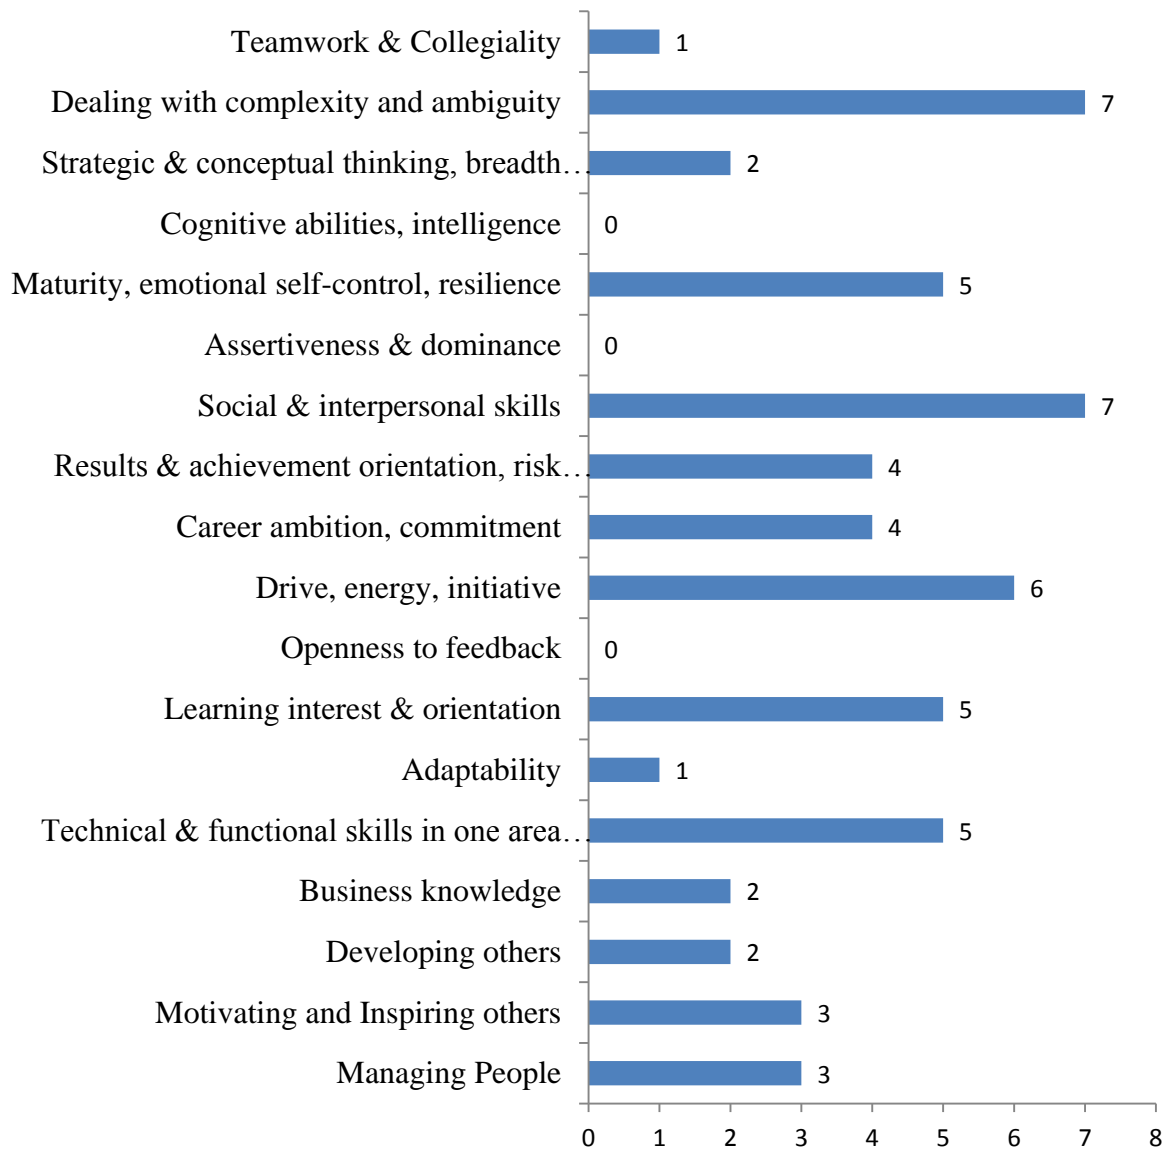 Teamwork & Collegiality 1
Dealing with complexity and ambiguity 7
Strategic & conceptual thinking, breadth… 2
Cognitive abilities, intelligence 0
Maturity, emotional self-control, resilience 5
Assertiveness & dominance 0
Social & interpersonal skills 7
Results & achievement orientation, risk… 4
Career ambition, commitment 4
Drive, energy, initiative 6
Openness to feedback 0
Learning interest & orientation 5
Adaptability 1
Technical & functional skills in one area… 5
Business knowledge 2
Developing others 2
Motivating and Inspiring others 3
Managing People 3
0 1 2 3 4 5 6 7 8